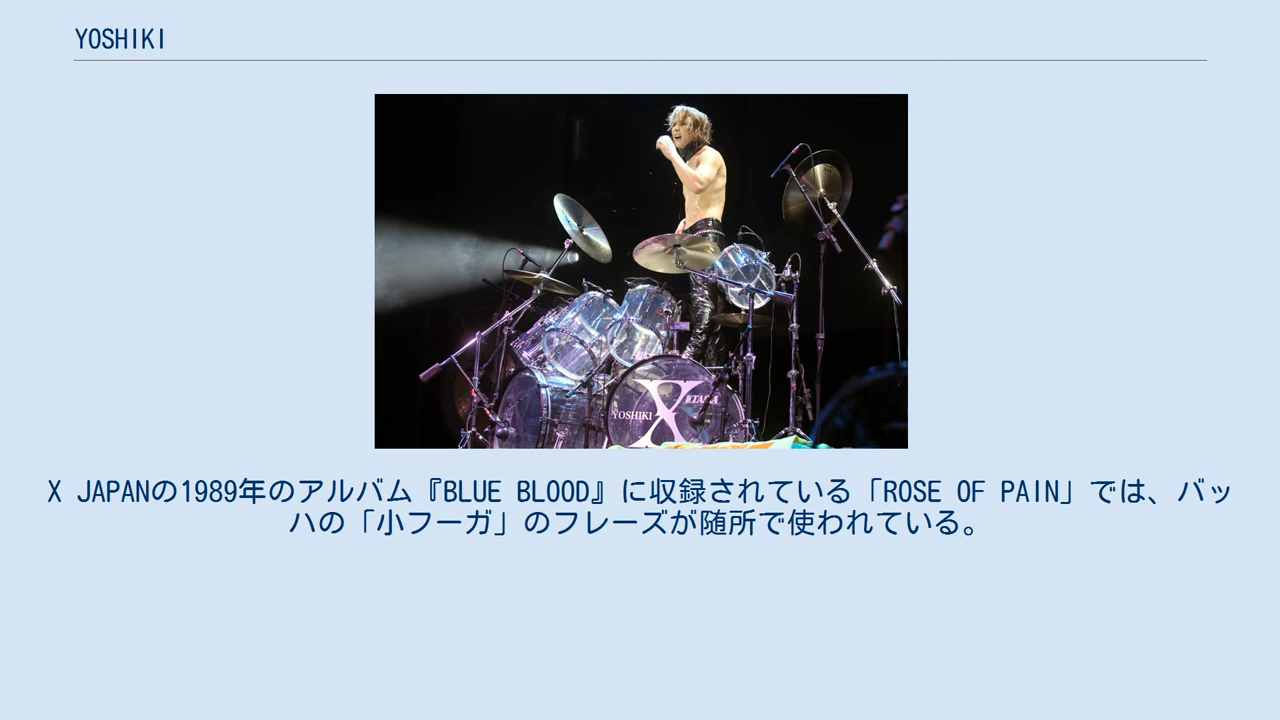 YOSHIKI
YOSHIKI
X
TAMA
X JAPANの1989年のアルバム『BLUE BLOOD』に収録されている「ROSE OF PAIN」では、バッ
ハの「小フーガ」のフレーズが随所で使われている。